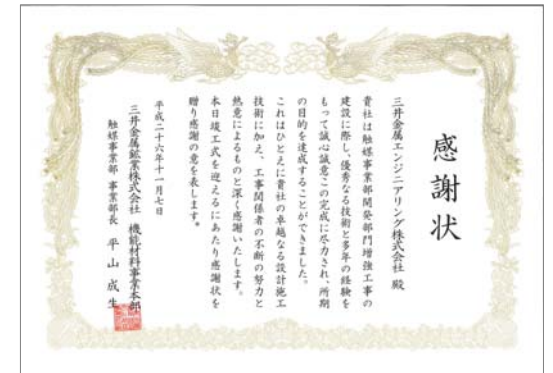 感謝状
三井金属エンジニアリング株式会社 殿
貴社は触媒事業部開発部門増強工事の
建設に際し、優秀なる技術と多年の経験を
もって誠心誠意この完成に尽力され、所期
の目的を達成することができました。
これはひとえに貴社の卓越なる設計施工
技術に加え、工事関係者の不断の努力と
熱意によるものと深く感謝いたします。
本日竣工式を迎えるにあたり感謝状を
贈り感謝の意を表します。
平成二十六年十一月七日
三井金属鉱業株式会社 機能材料事業本部
触媒事業部 事業部長 平山成生